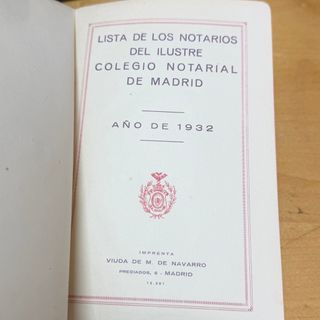 LISTA DE LOS NOTARIOS
DEL ILUSTRE
COLEGIO NOTARIAL
DE MADRID
AÑO DE 1932
IMPRENTA
VIUDA DE M. DE NAVARRO
PRECIADOS, 6 - MADRID